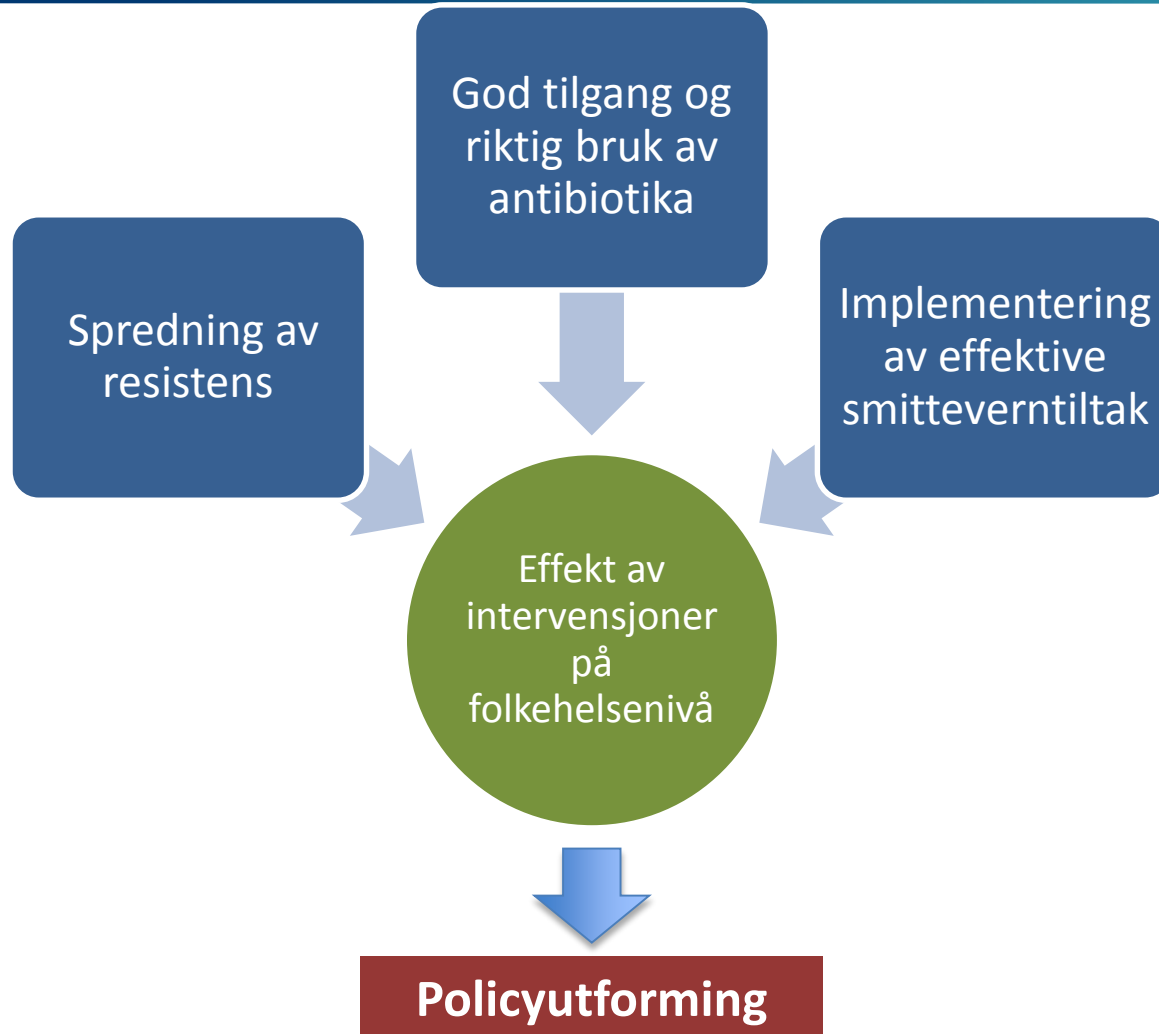 God tilgang og
riktig bruk av
antibiotika
Spredning av
resistens
Implementering
av effektive
smitteverntiltak
Effekt av
intervensjoner
på
folkehelsenivå
Policyutforming